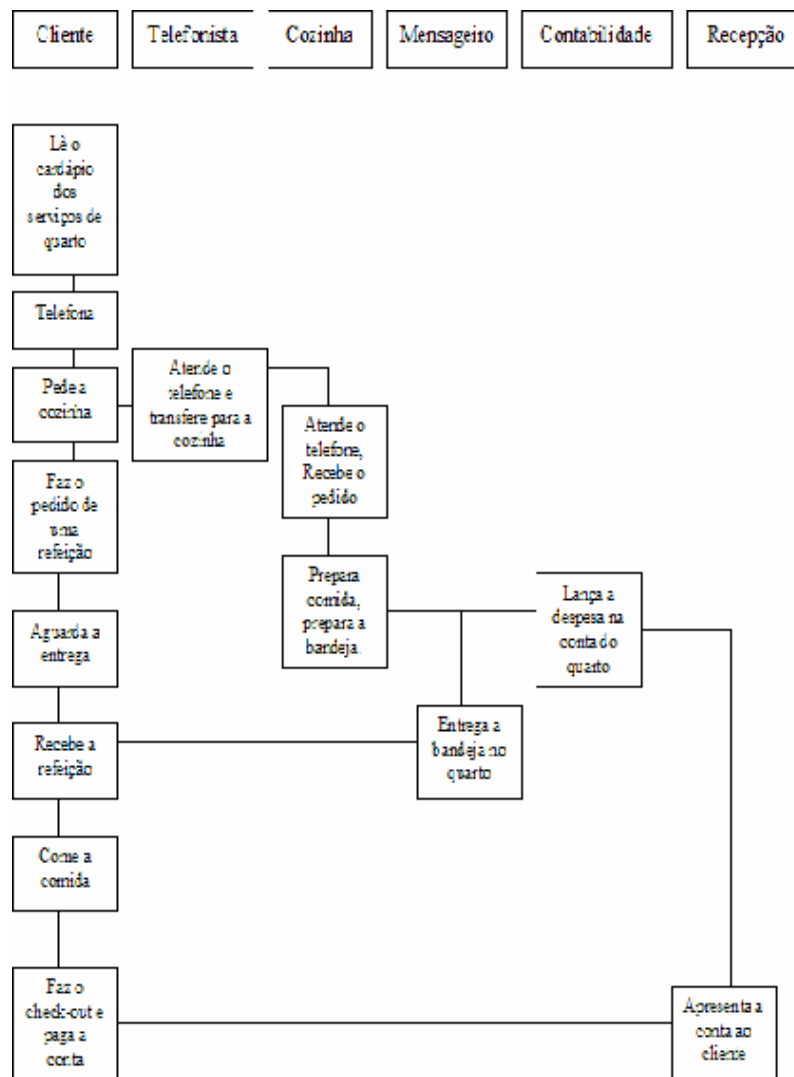 Cliente
Telefonista
Cozinha
Mensageiro
Contabilidade
Recepção
Lê o
cardápio
dos
serviços de
quarto
Telefona
Pede a
cozinha
Atende o
telefone e
transfere para a
cozinha
Atende o
telefone,
Recebe o
pedido
Faz o
pedido de
uma
refeição
Prepara
comida,
prepara a
bandeja.
Lança a
despesa na
conta do
quarto
Aguarda a
entrega
Entrega a
bandeja no
quarto
Recebe a
refeição
Come a
comida
Faz o
check-out e
paga a
conta
Apresenta a
conta ao
cliente